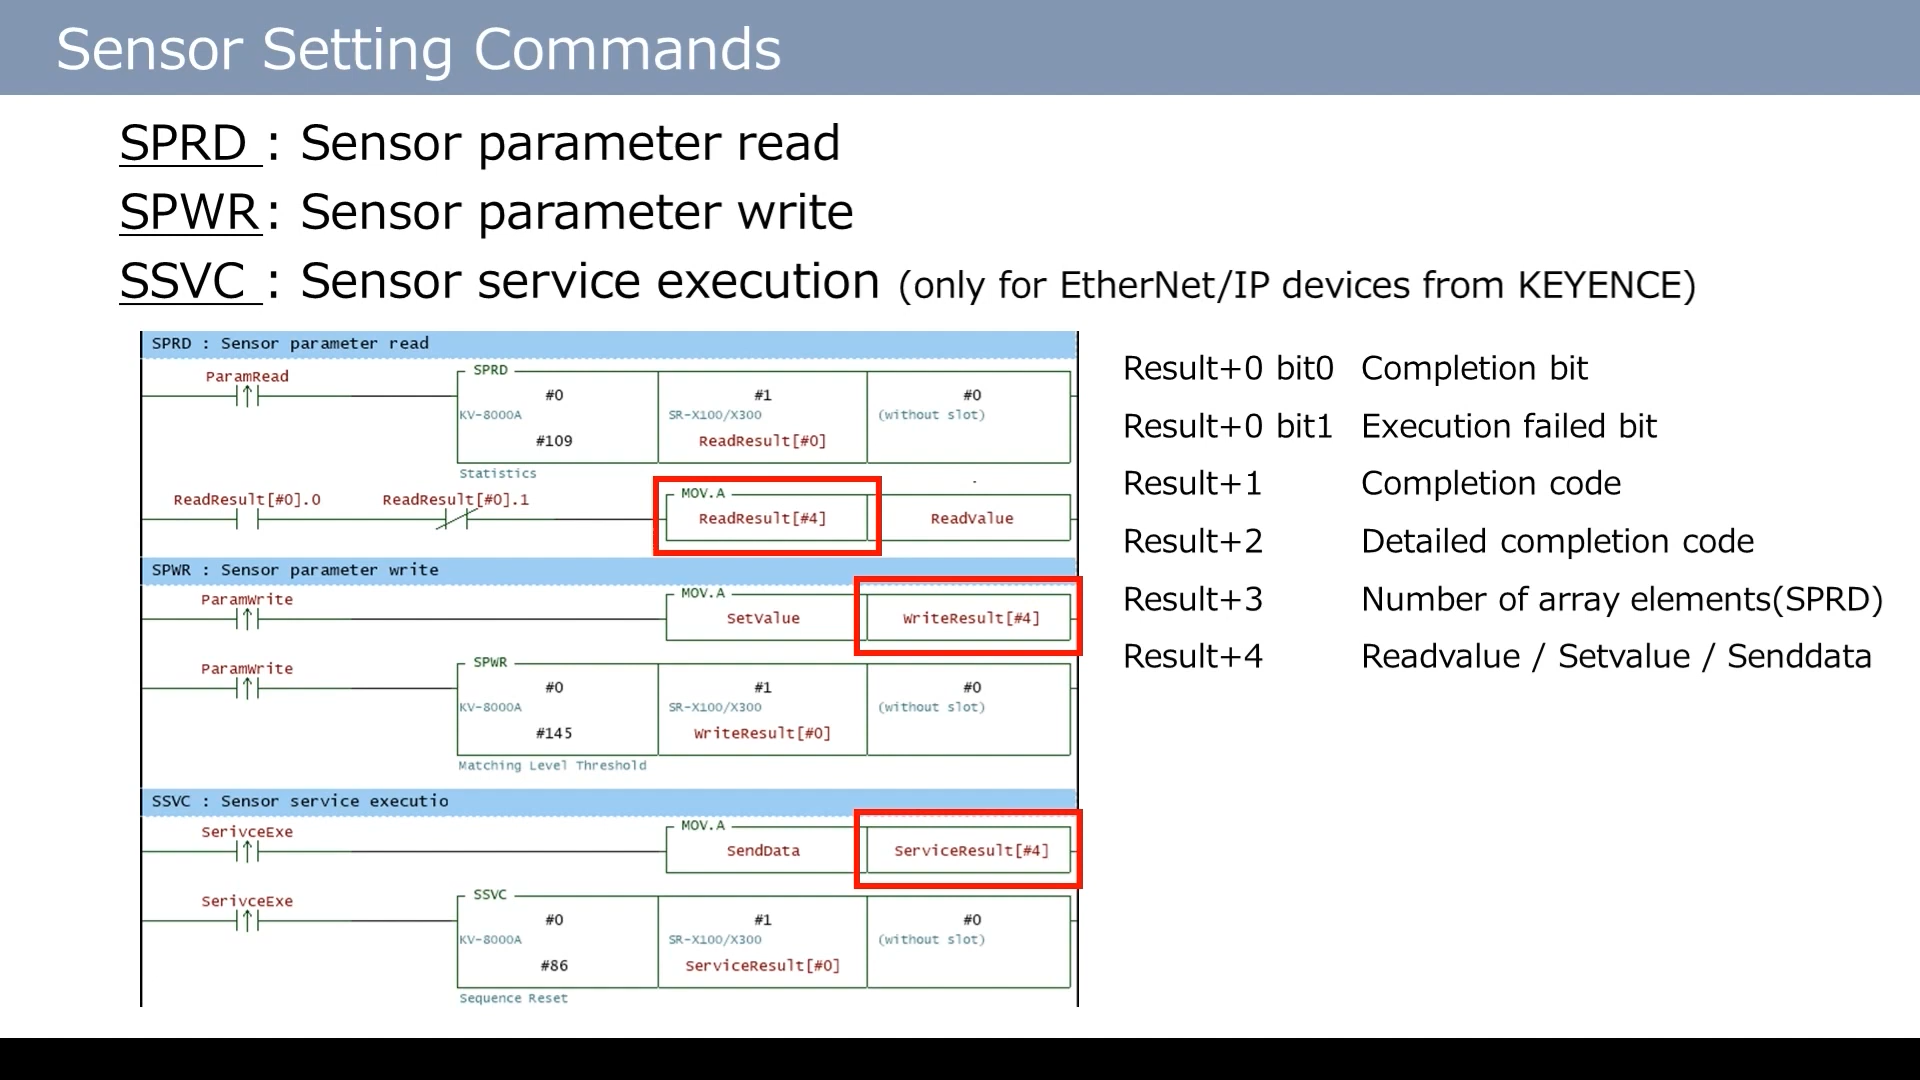 Sensor Setting Commands
SPRD : Sensor parameter read
SPWR : Sensor parameter write
SSVC : Sensor service execution (only for EtherNet/IP devices from KEYENCE)
SPRD : Sensor parameter read
ParamRead
SPRD
#0 #1 #0
KV-8000A SR-X100/X300 (without slot)
#109 ReadResult[#0]
Statistics
ReadResult[#0].0 ReadResult[#0].1
MOV.A
ReadResult[#4] ReadValue
SPWR : Sensor parameter write
ParamWrite
MOV.A
SetValue WriteResult[#4]
ParamWrite
SPWR
#0 #1 #0
KV-8000A SR-X100/X300 (without slot)
#145 WriteResult[#0]
Matching Level Threshold
SSVC : Sensor service executio
SerivceExe
MOV.A
SendData ServiceResult[#4]
SerivceExe
SSVC
#0 #1 #0
KV-8000A SR-X100/X300 (without slot)
#86 ServiceResult[#0]
Sequence Reset
Result+0 bit0 Completion bit
Result+0 bit1 Execution failed bit
Result+1 Completion code
Result+2 Detailed completion code
Result+3 Number of array elements(SPRD)
Result+4 Readvalue / Setvalue / Senddata